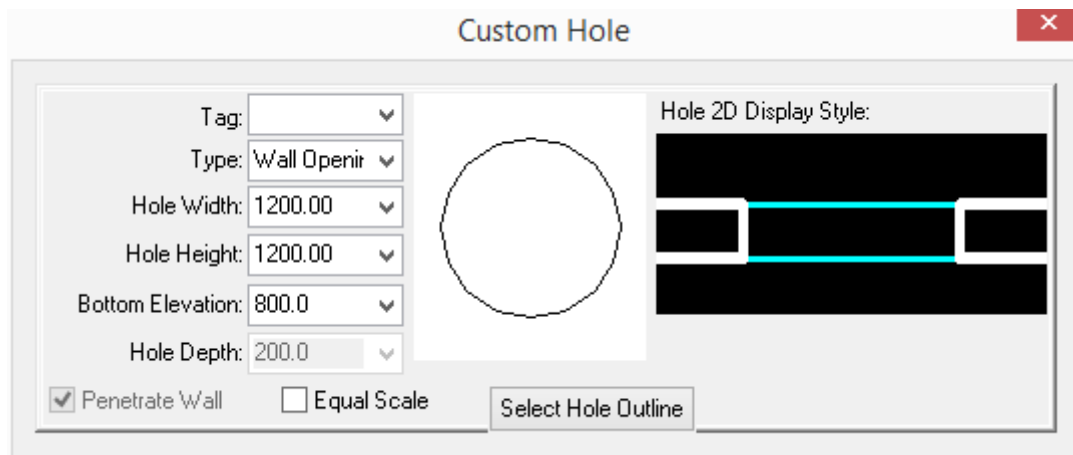 Custom Hole
Tag:
Hole 2D Display Style:
Type: Wall Openir
Hole Width: 1200.00
Hole Height: 1200.00
Bottom Elevation: 800.0
Hole Depth: 200.0
Penetrate Wall
Equal Scale
Select Hole Outline